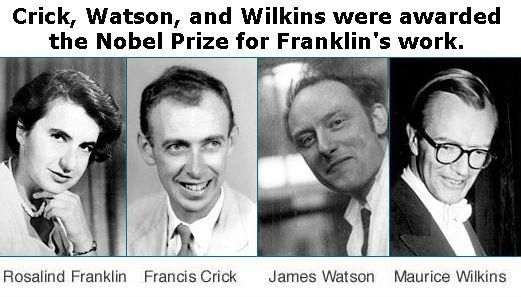 Crick, Watson, and Wilkins were awarded
the Nobel Prize for Franklin's work.
Rosalind Franklin Francis Crick James Watson Maurice Wilkins